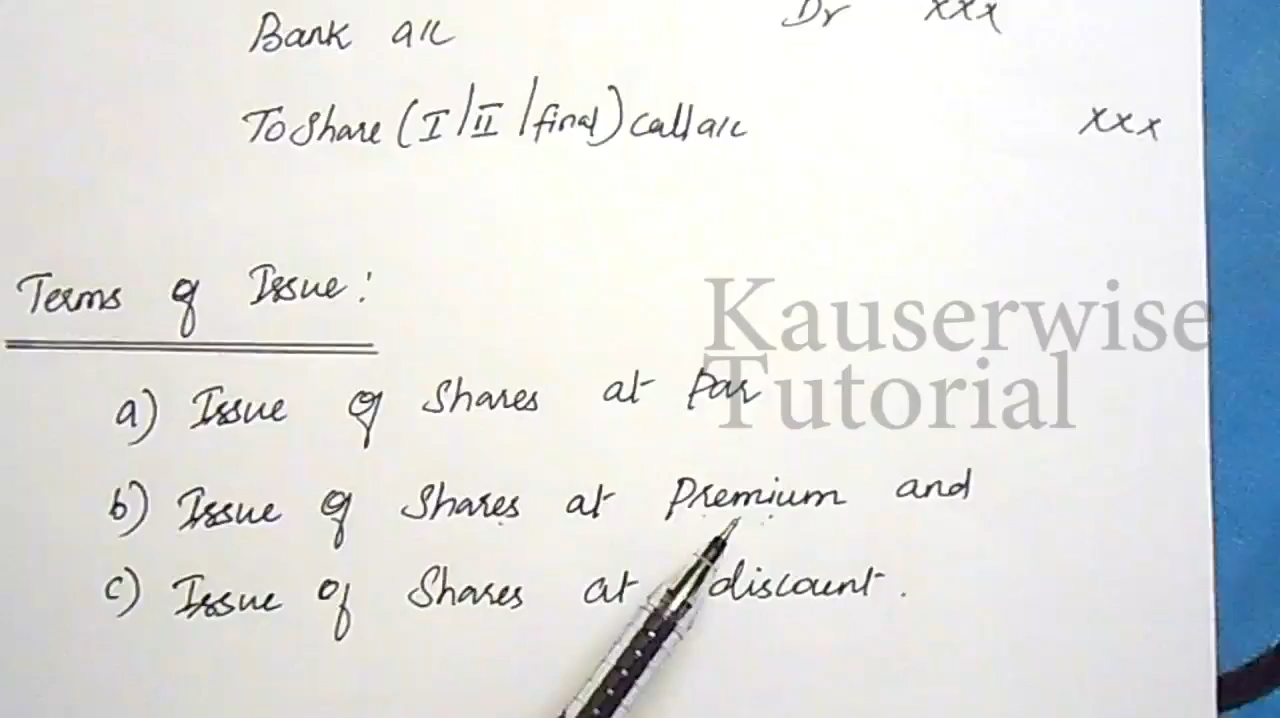 Bank a/c Dr xxx
To Share (I/II/final) call a/c xxx
Terms of Issue:
a) Issue of Shares at Par
b) Issue of Shares at Premium and
c) Issue of Shares at discount.
Kauserwise
Tutorial